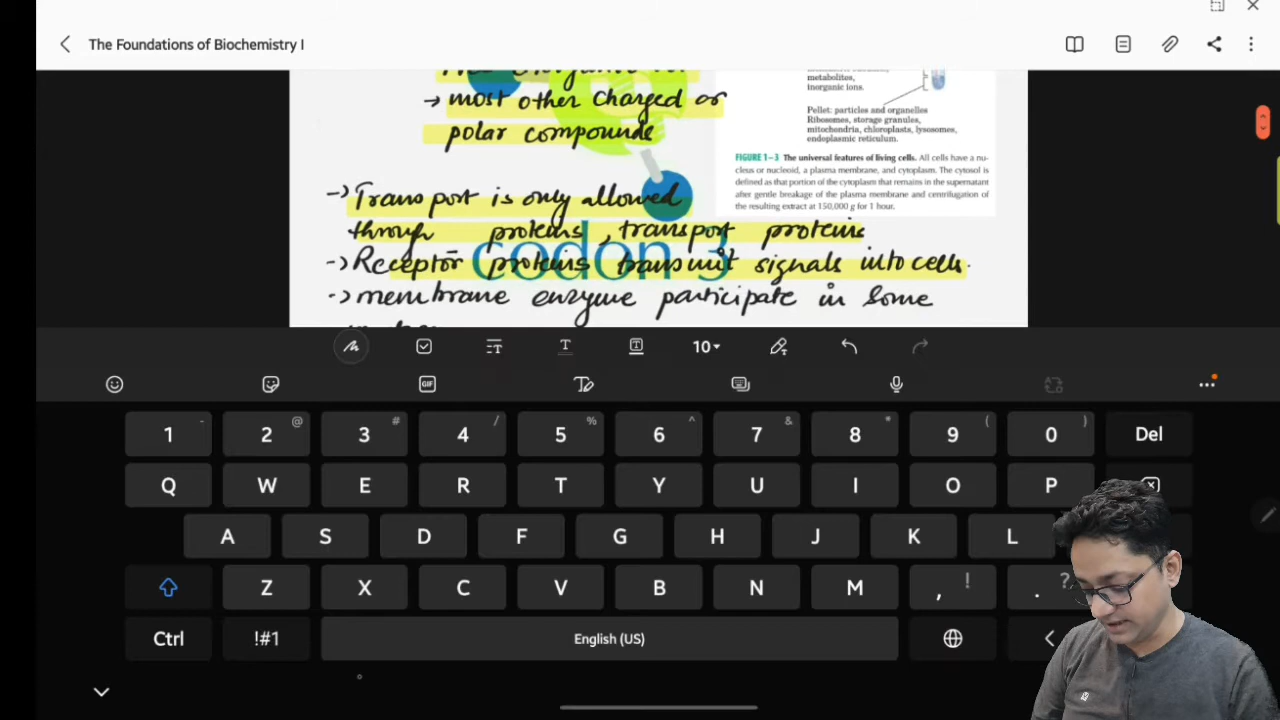 The Foundations of Biochemistry I
→ most other charged or
polar compounds
metabolites,
inorganic ions.
Pellet: particles and organelles
Ribosomes, storage granules,
mitochondria, chloroplasts, lysosomes,
endoplasmic reticulum.
FIGURE 1–3 The universal features of living cells. All cells have a nu-
cleus or nucleoid, a plasma membrane, and cytoplasm. The cytosol is
defined as that portion of the cytoplasm that remains in the supernatant
after gentle breakage of the plasma membrane and centrifugation of
the resulting extract at 150,000 g for 1 hour.
-> Transport is only allowed
through proteins, transport proteins
codon 3
-> Receptor proteins transmit signals into cells.
-> membrane enzyme participate in some
10
GIF
1 - 2 @ 3 # 4 / 5 % 6 ^ 7 & 8 * 9 ( 0 ) Del
Q W E R T Y U I O P
A S D F G H J K L
Z X C V B N M , ! . ?
Ctrl !#1 English (US)